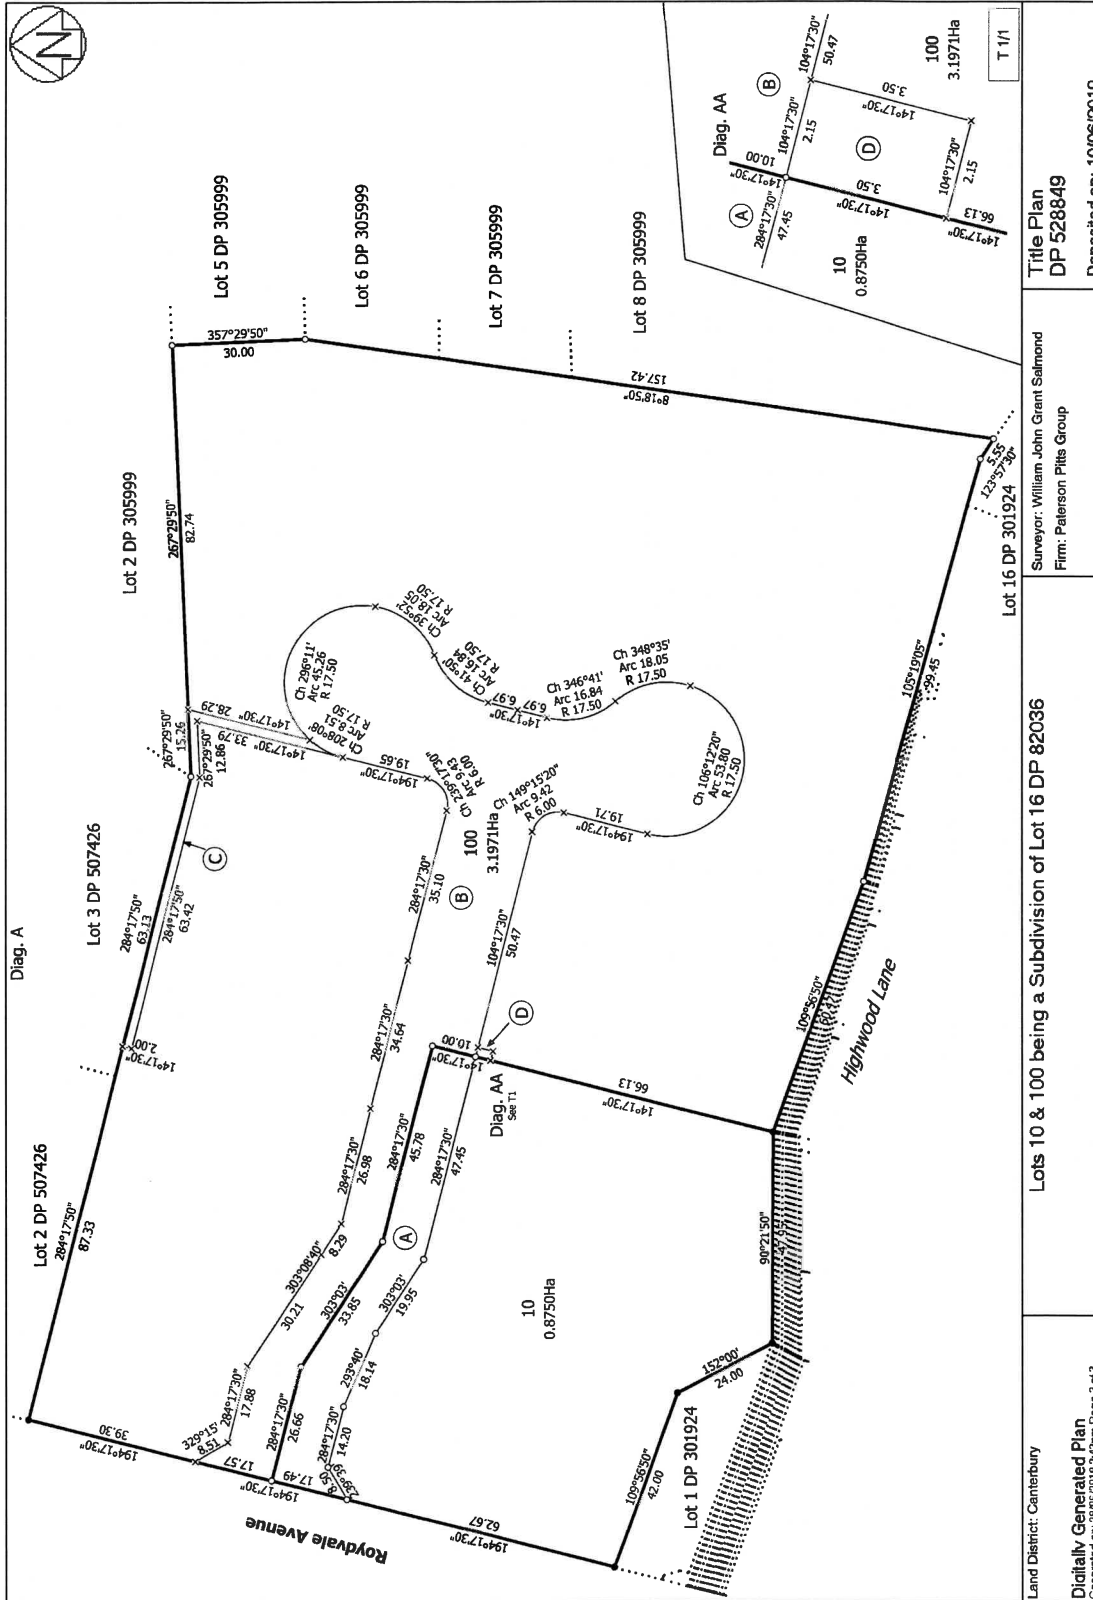 Diag. A
N
Lot 2 DP 507426
284°17'50"
87.33
Lot 3 DP 507426
284°17'50"
63.13
284°17'50"
63.42
2.00
14°17'30"
C
Lot 2 DP 305999
267°29'50"
82.74
267°29'50"
15.26
267°29'50"
12.86
28.29
14°17'30"
33.79
14°17'30"
Lot 5 DP 305999
357°29'50"
30.00
Lot 6 DP 305999
Lot 7 DP 305999
Lot 8 DP 305999
157.42
8°18'50"
5.55
123°57'30"
Lot 16 DP 301924
105°19'05"
99.45
109°56'50"
Highwood Lane
90°21'50"
152°00'
24.00
109°56'50"
42.00
Lot 1 DP 301924
62.67
194°17'30"
Roydvale Avenue
39.30
194°17'30"
17.57
17.49
194°17'30"
329°15'
8.51
284°17'30"
17.88
30.21
303°08'40"
8.29
284°17'30"
26.98
284°17'30"
34.64
284°17'30"
35.10
284°17'30"
26.66
303°03'
33.85
284°17'30"
45.78
A
239°39'
8.50
284°17'30"
14.20
293°40'
18.14
303°03'
19.95
284°17'30"
47.45
10.00
14°17'30"
Diag. AA
See T1
D
66.13
14°17'30"
10
0.8750Ha
B
100
3.1971Ha
104°17'30"
50.47
Ch 239°17'30"
Arc 9.43
R 6.00
19.65
194°17'30"
Ch 208°08'
Arc 8.51
R 17.50
Ch 296°11'
Arc 45.26
R 17.50
Ch 39°52'
Arc 18.05
R 17.50
Ch 41°50'
Arc 16.84
R 17.50
6.97
6.97
14°17'30"
Ch 346°41'
Arc 16.84
R 17.50
Ch 348°35'
Arc 18.05
R 17.50
Ch 106°12'20"
Arc 53.80
R 17.50
19.71
194°17'30"
Ch 149°15'20"
Arc 9.42
R 6.00
Diag. AA
A
B
D
10.00
14°17'30"
284°17'30"
47.45
104°17'30"
2.15
104°17'30"
50.47
3.50
14°17'30"
3.50
14°17'30"
104°17'30"
2.15
66.13
14°17'30"
10
0.8750Ha
100
3.1971Ha
T 1/1
Land District: Canterbury
Digitally Generated Plan
Lots 10 & 100 being a Subdivision of Lot 16 DP 82036
Surveyor: William John Grant Salmond
Firm: Paterson Pitts Group
Title Plan
DP 528849
Deposited on: 10/06/2019